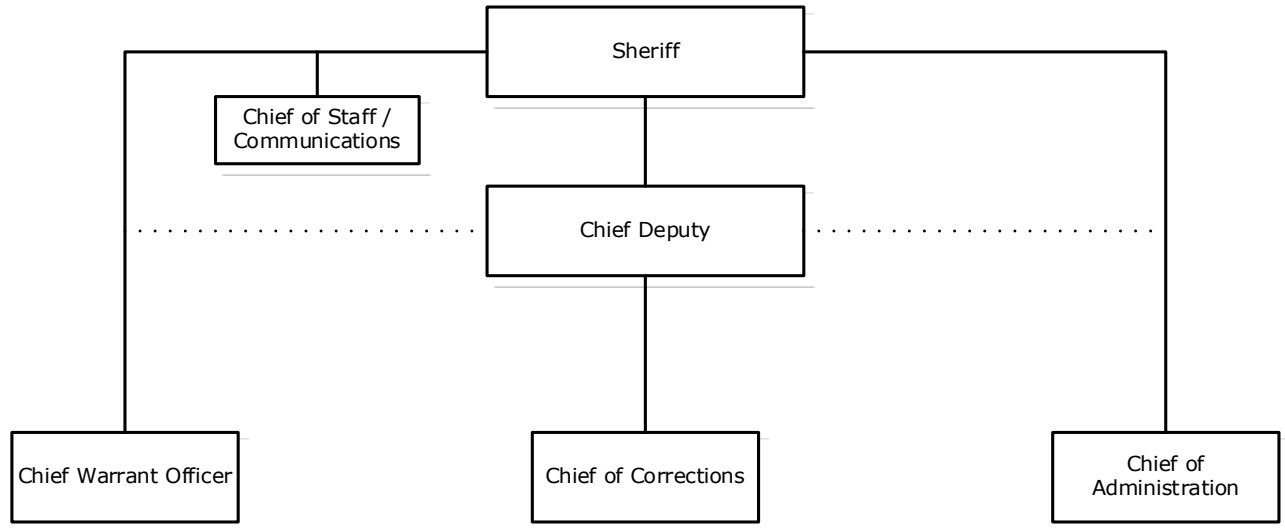 Sheriff
Chief of Staff /
Communications
Chief Deputy
Chief Warrant Officer
Chief of Corrections
Chief of
Administration